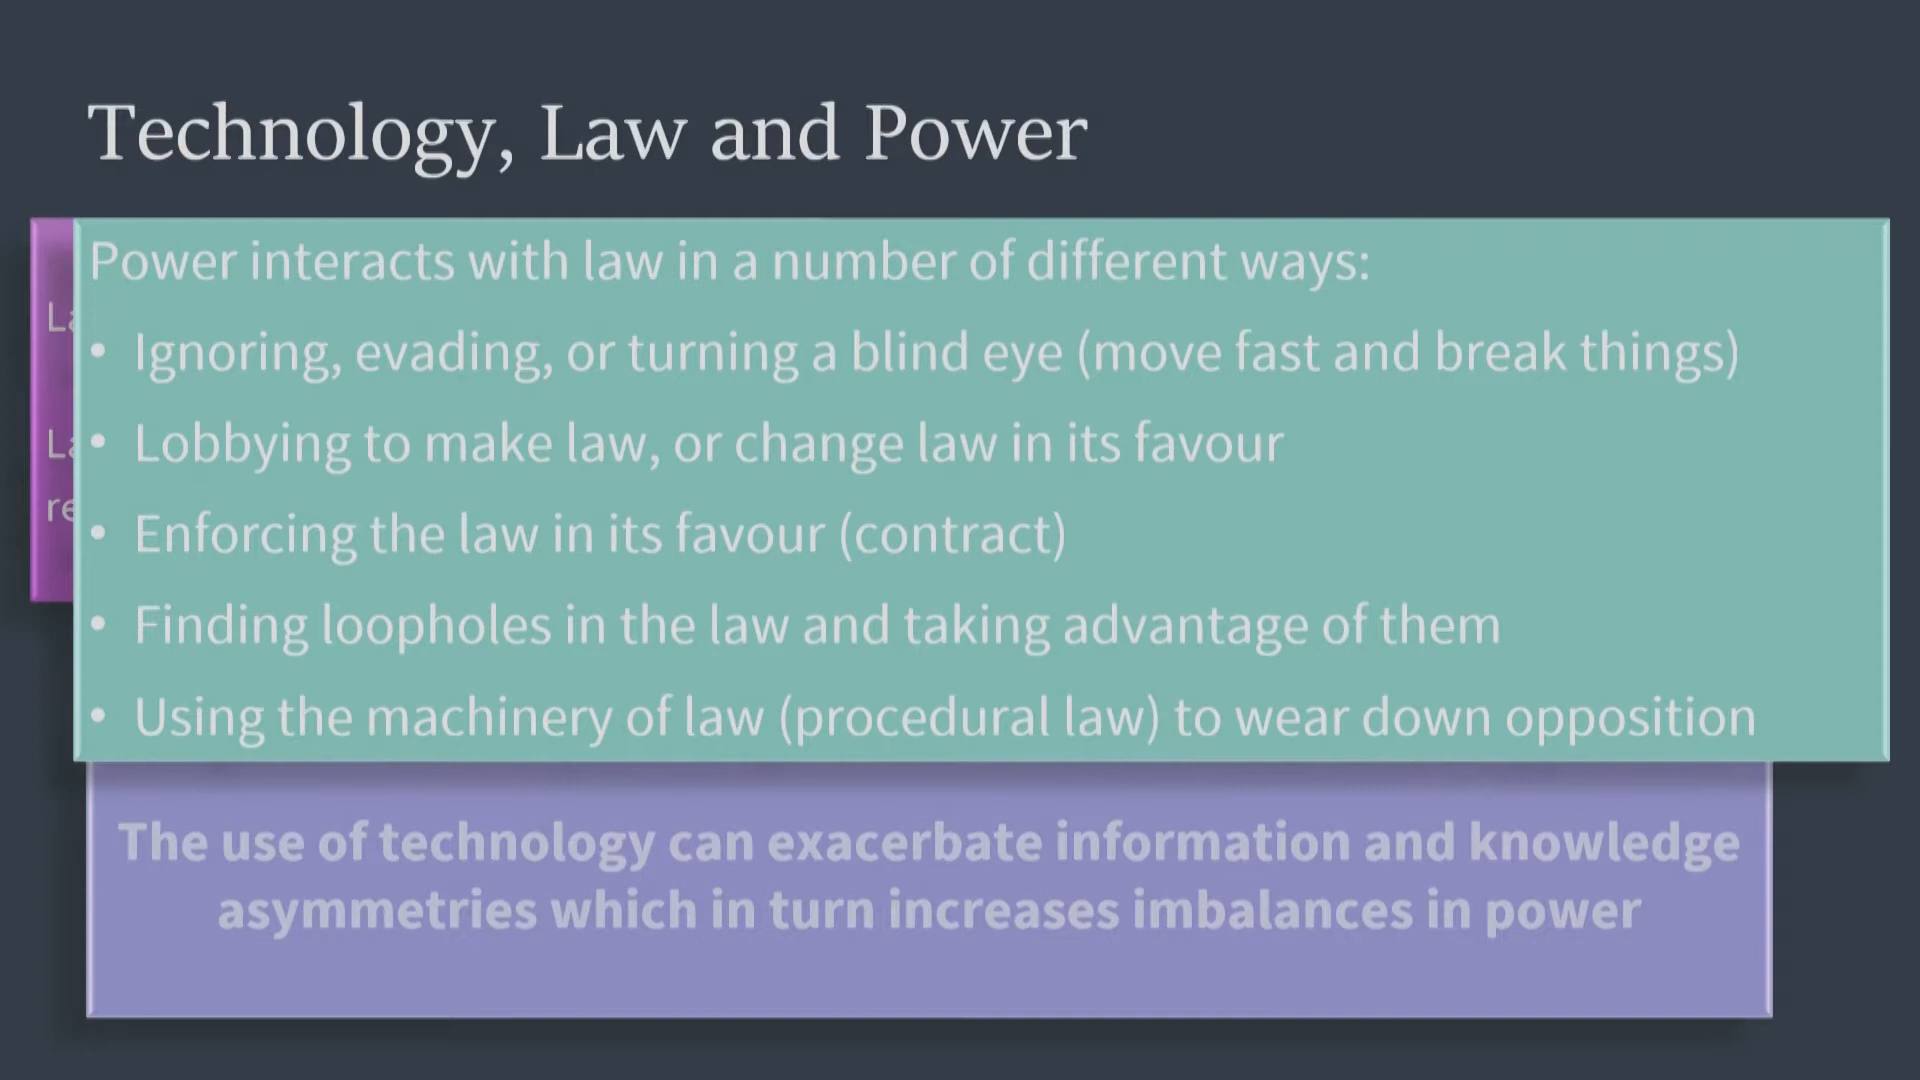 Technology, Law and Power
Power interacts with law in a number of different ways:
• Ignoring, evading, or turning a blind eye (move fast and break things)
• Lobbying to make law, or change law in its favour
• Enforcing the law in its favour (contract)
• Finding loopholes in the law and taking advantage of them
• Using the machinery of law (procedural law) to wear down opposition
The use of technology can exacerbate information and knowledge
asymmetries which in turn increases imbalances in power